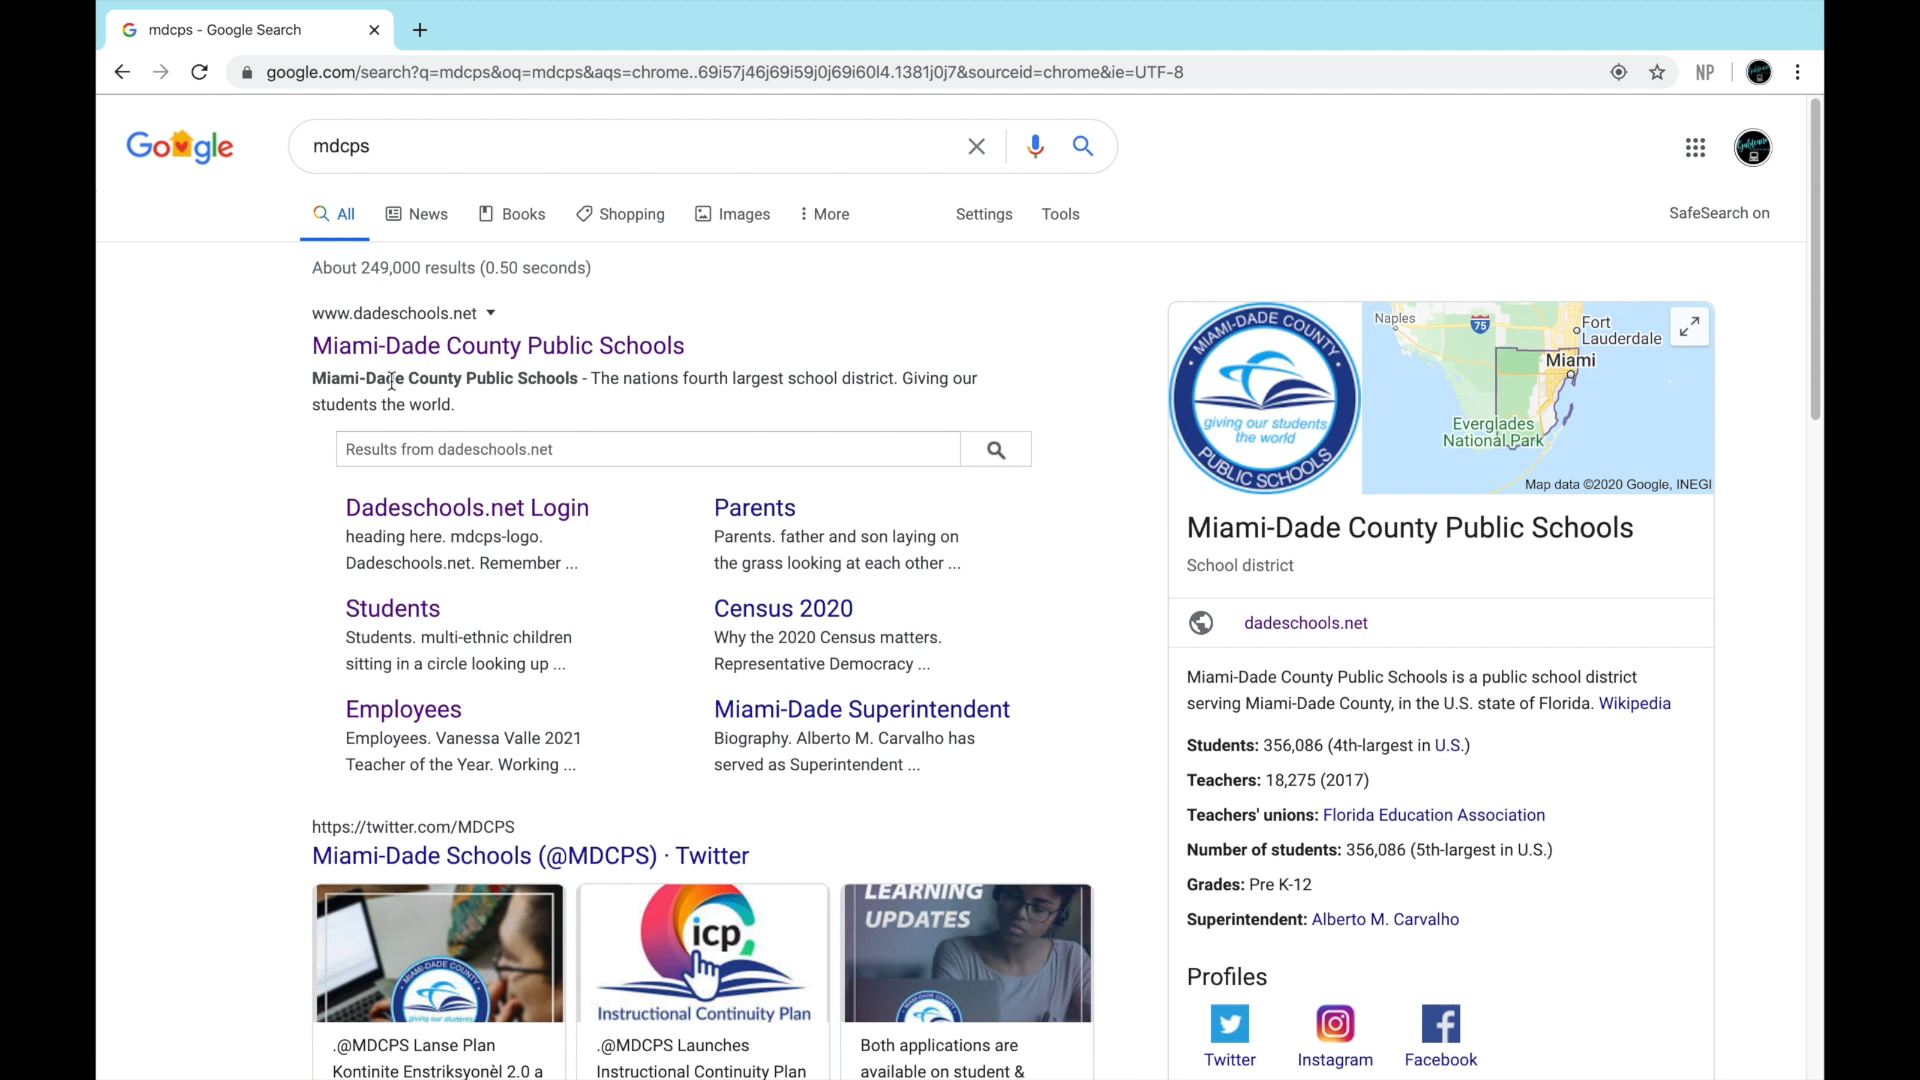 mdcps - Google Search
google.com/search?q=mdcps&oq=mdcps&aqs=chrome..69i57j46j69i59j0j69i60l4.1381j0j7&sourceid=chrome&ie=UTF-8
NP
Google
mdcps
All
News
Books
Shopping
Images
More
Settings
Tools
SafeSearch on
About 249,000 results (0.50 seconds)
www.dadeschools.net
Miami-Dade County Public Schools
Miami-Dade County Public Schools - The nations fourth largest school district. Giving our
students the world.
Results from dadeschools.net
Dadeschools.net Login
heading here. mdcps-logo.
Dadeschools.net. Remember ...
Parents
Parents. father and son laying on
the grass looking at each other ...
Students
Students. multi-ethnic children
sitting in a circle looking up ...
Census 2020
Why the 2020 Census matters.
Representative Democracy ...
Employees
Employees. Vanessa Valle 2021
Teacher of the Year. Working ...
Miami-Dade Superintendent
Biography. Alberto M. Carvalho has
served as Superintendent ...
https://twitter.com/MDCPS
Miami-Dade Schools (@MDCPS) · Twitter
MIAMI-DADE COUNTY
giving our students
.@MDCPS Lanse Plan
Kontinite Enstriksyonèl 2.0 a
icp
Instructional Continuity Plan
.@MDCPS Launches
Instructional Continuity Plan
LEARNING
UPDATES
Both applications are
available on student &
MIAMI-DADE COUNTY
giving our students
the world
PUBLIC SCHOOLS
Naples
75
Fort
Lauderdale
Miami
Everglades
National Park
Map data ©2020 Google, INEGI
Miami-Dade County Public Schools
School district
dadeschools.net
Miami-Dade County Public Schools is a public school district
serving Miami-Dade County, in the U.S. state of Florida. Wikipedia
Students: 356,086 (4th-largest in U.S.)
Teachers: 18,275 (2017)
Teachers' unions: Florida Education Association
Number of students: 356,086 (5th-largest in U.S.)
Grades: Pre K-12
Superintendent: Alberto M. Carvalho
Profiles
Twitter
Instagram
Facebook